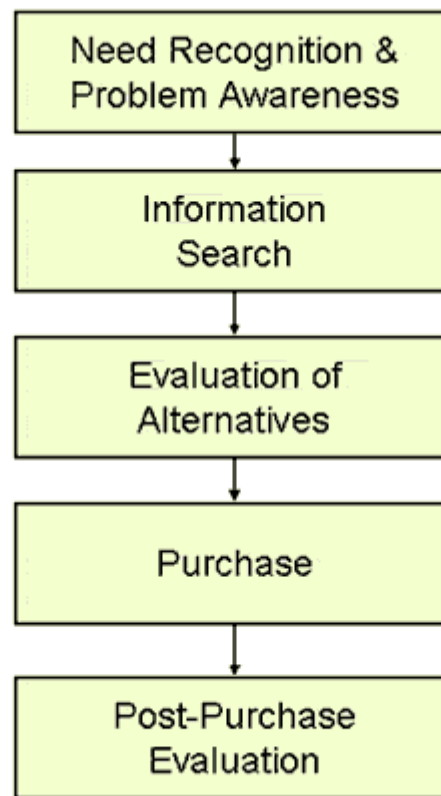 Need Recognition &
Problem Awareness
Information
Search
Evaluation of
Alternatives
Purchase
Post-Purchase
Evaluation